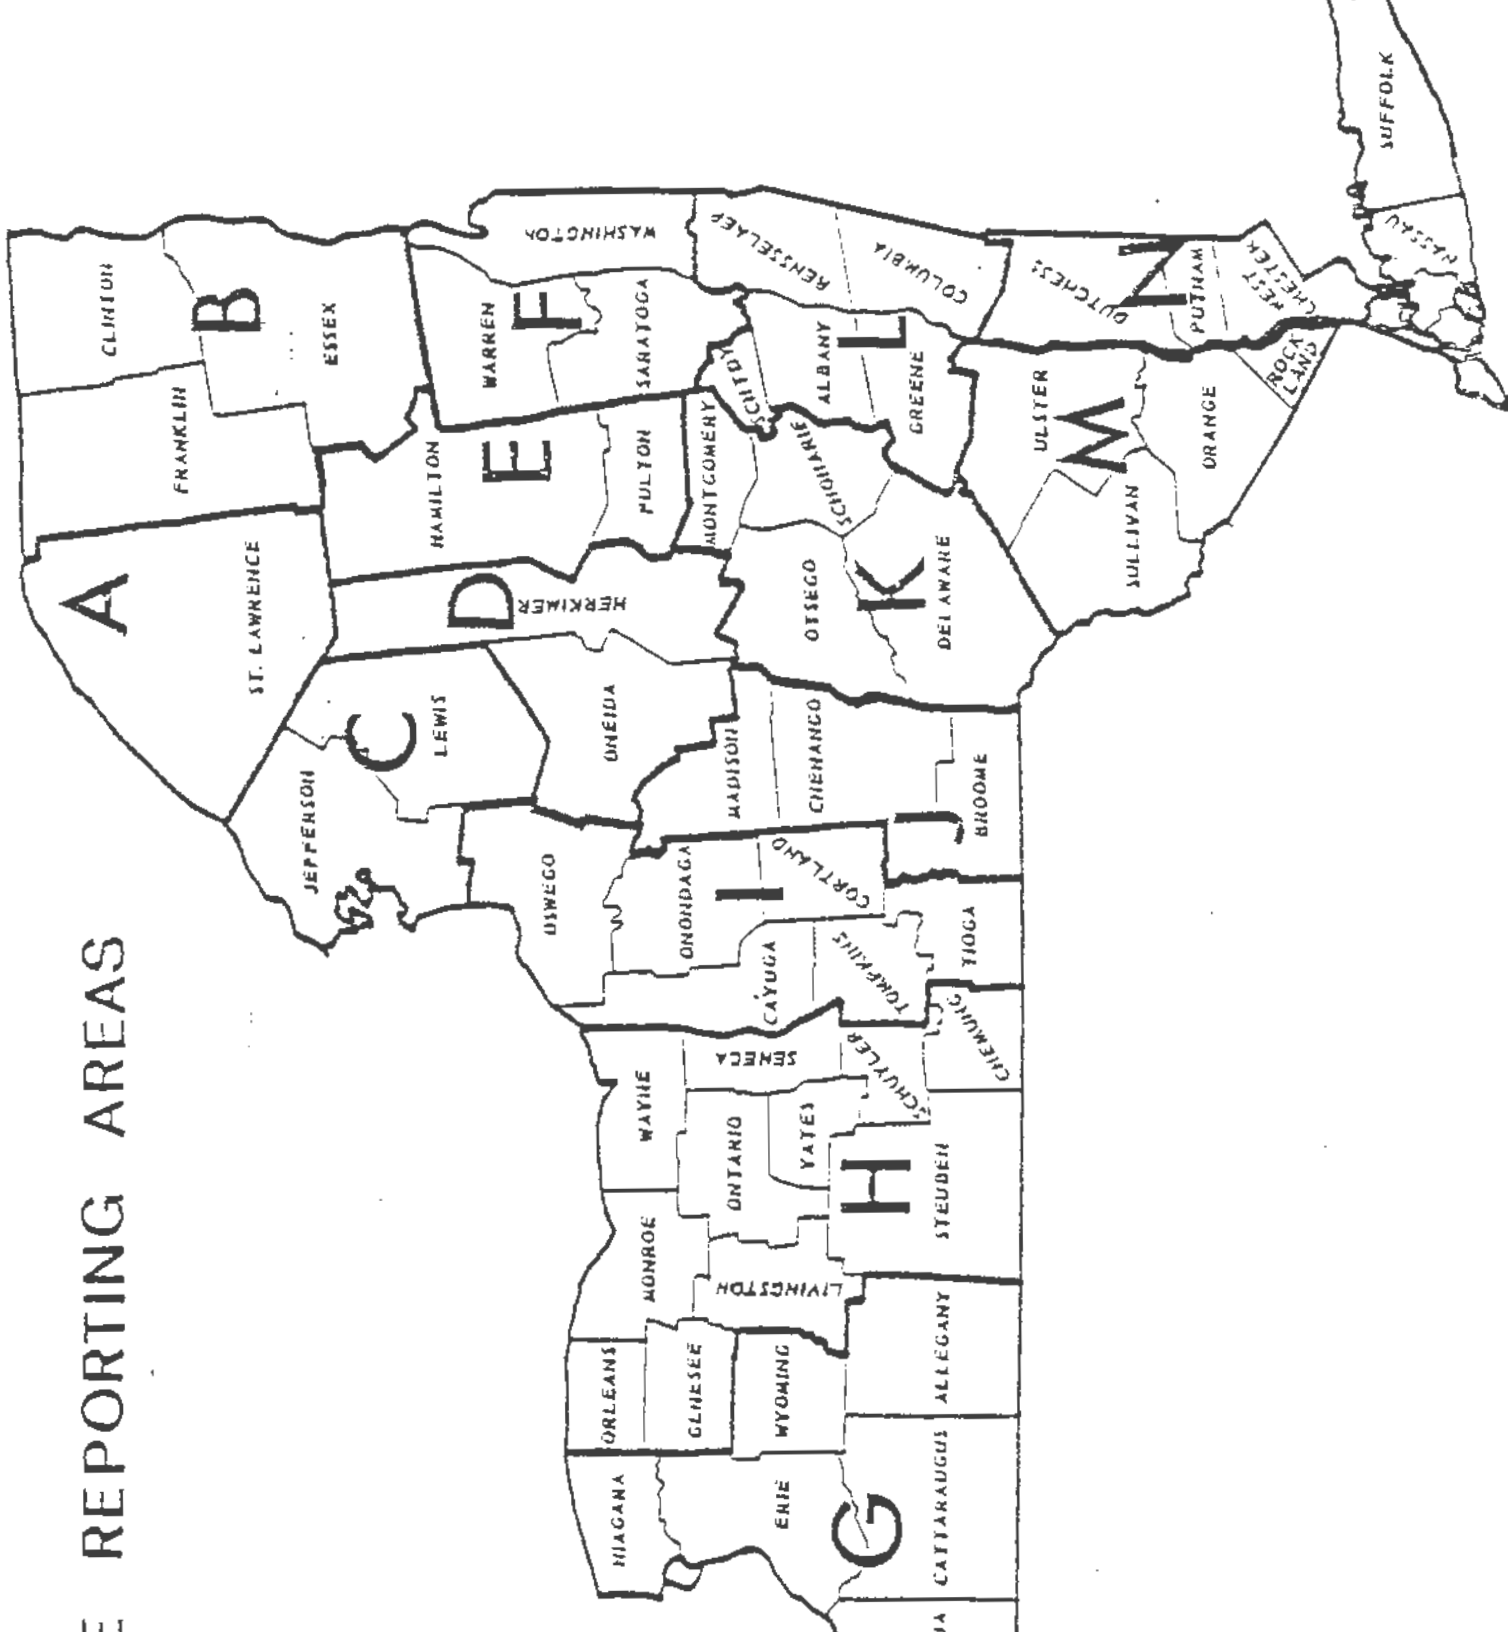 E REPORTING AREAS
A
B
C
D
E
F
G
H
I
J
K
L
M
N
CLINTON
FRANKLIN
ESSEX
ST. LAWRENCE
JEFFERSON
LEWIS
HAMILTON
HERKIMER
WARREN
WASHINGTON
SARATOGA
FULTON
MONTGOMERY
ONEIDA
OSWEGO
RENSSELAER
COLUMBIA
SCHTDY
ALBANY
GREENE
SCHOHARIE
OTSEGO
DELAWARE
MADISON
CHENANGO
BROOME
ONONDAGA
CORTLAND
CAYUGA
TOMPKINS
TIOGA
WAYNE
SENECA
SCHUYLER
CHEMUNG
ONTARIO
YATES
STEUBEN
MONROE
LIVINGSTON
ORLEANS
GENESEE
WYOMING
ALLEGANY
NIAGARA
ERIE
CATTARAUGUS
UA
ULSTER
SULLIVAN
ORANGE
DUTCHESS
PUTNAM
WEST
CHESTER
ROCK
LAND
NASSAU
SUFFOLK